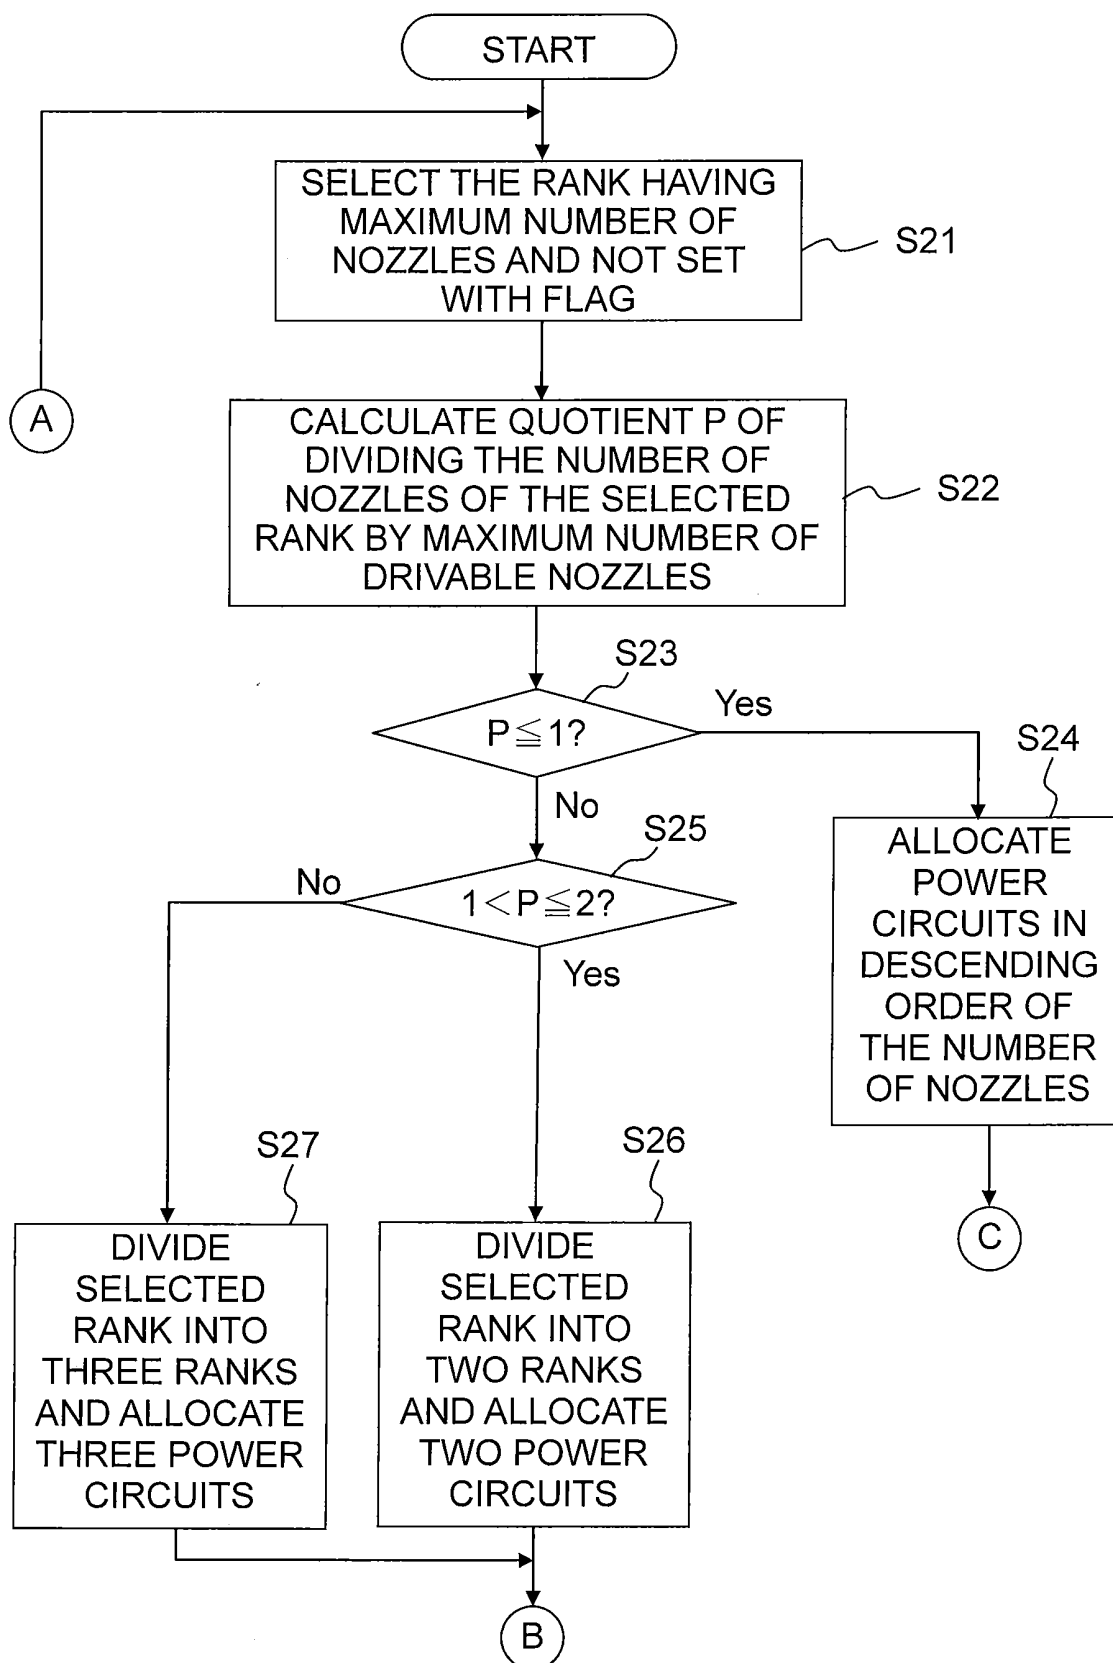 START
SELECT THE RANK HAVING
MAXIMUM NUMBER OF
NOZZLES AND NOT SET
WITH FLAG
S21
A
CALCULATE QUOTIENT P OF
DIVIDING THE NUMBER OF
NOZZLES OF THE SELECTED
RANK BY MAXIMUM NUMBER OF
DRIVABLE NOZZLES
S22
S23
P≦1?
Yes
No
S24
ALLOCATE
POWER
CIRCUITS IN
DESCENDING
ORDER OF
THE NUMBER
OF NOZZLES
C
S25
1<P≦2?
No
Yes
S27
DIVIDE
SELECTED
RANK INTO
THREE RANKS
AND ALLOCATE
THREE POWER
CIRCUITS
S26
DIVIDE
SELECTED
RANK INTO
TWO RANKS
AND ALLOCATE
TWO POWER
CIRCUITS
B